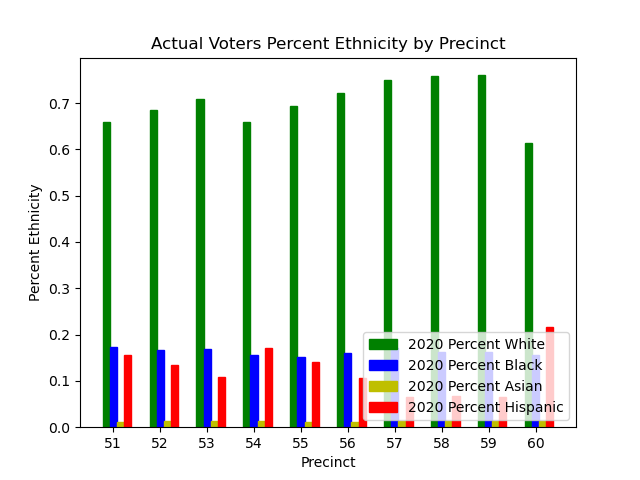 Actual Voters Percent Ethnicity by Precinct
Percent Ethnicity
0.7
0.6
0.5
0.4
0.3
0.2
0.1
0.0
2020 Percent White
2020 Percent Black
2020 Percent Asian
2020 Percent Hispanic
51 52 53 54 55 56 57 58 59 60
Precinct